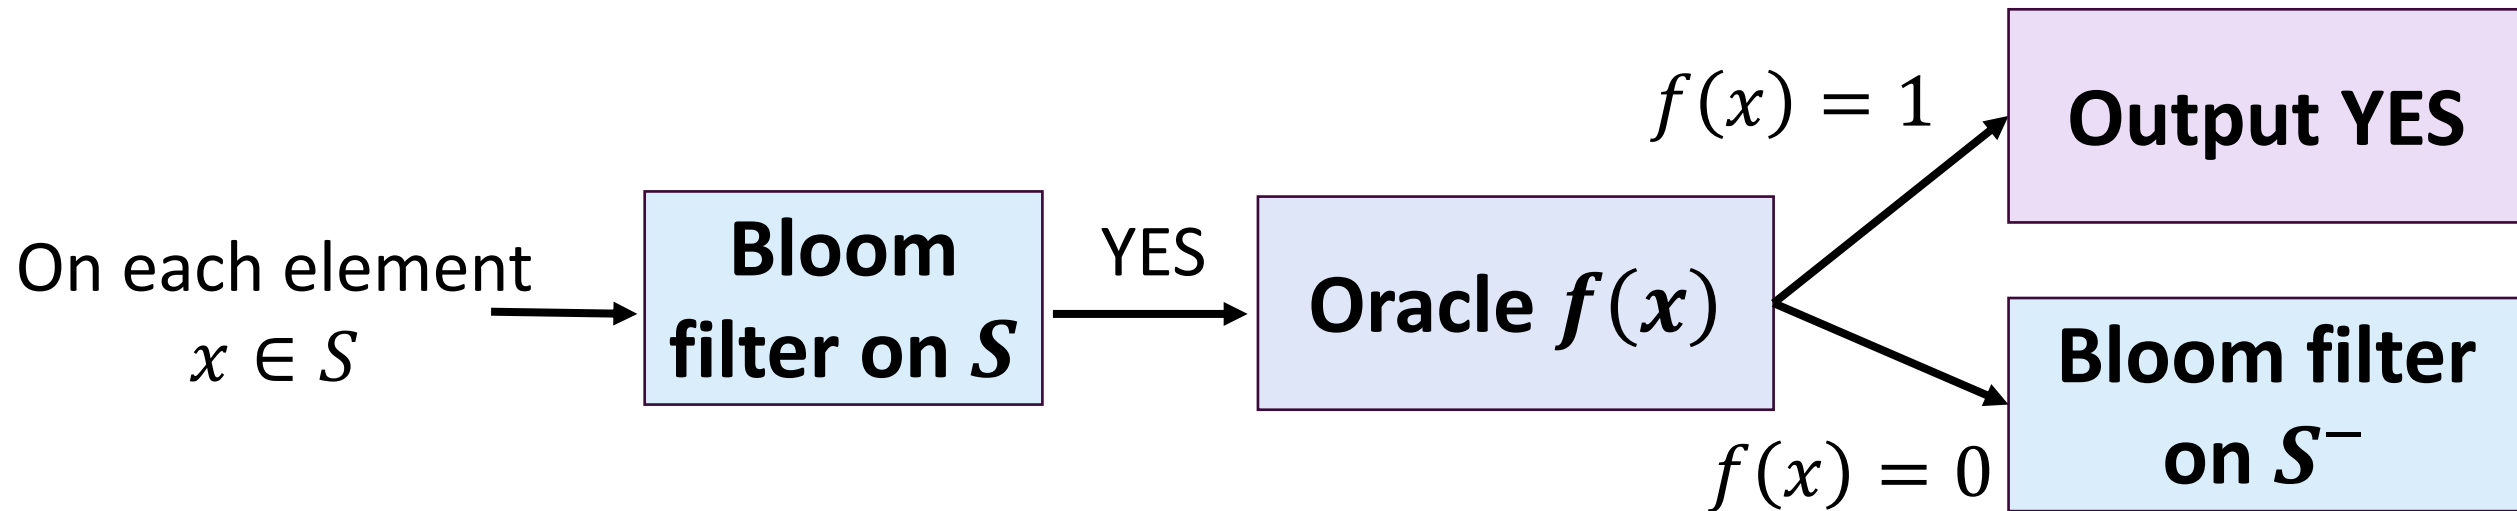 On each element
x ∈ S
Bloom
filter on S
YES
Oracle f(x)
f(x) = 1
Output YES
f(x) = 0
Bloom filter
on S⁻